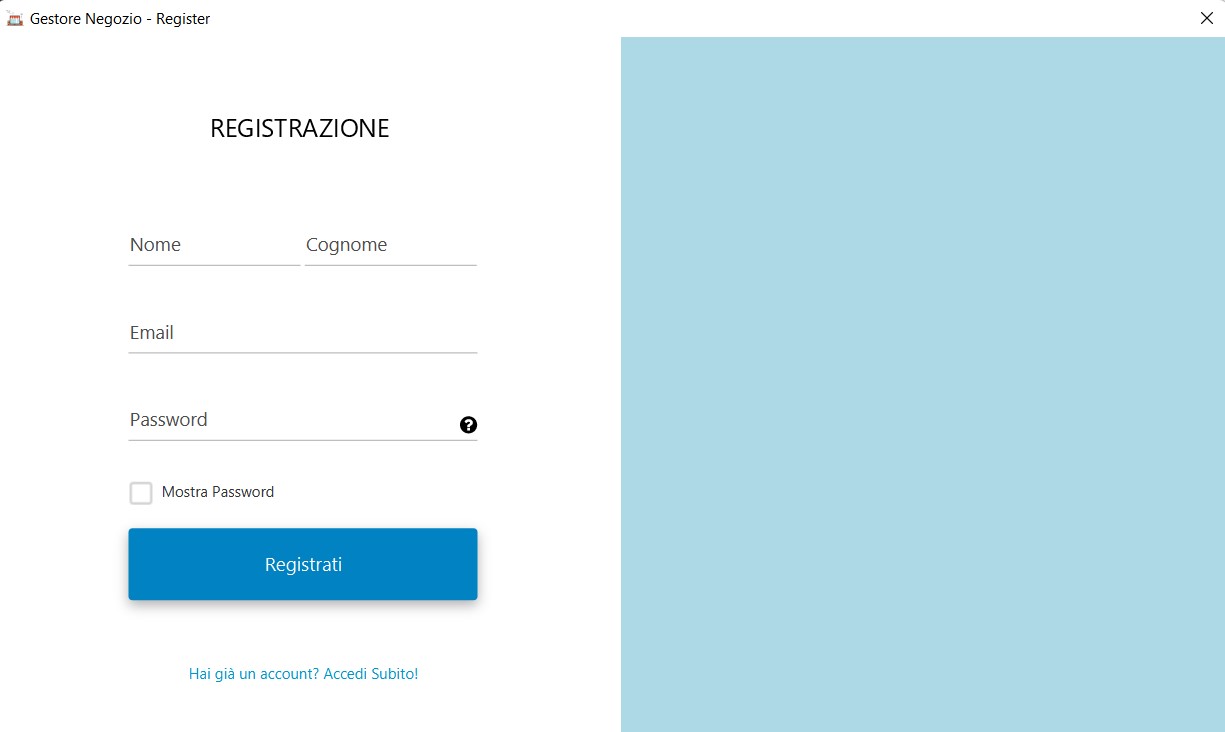 Gestore Negozio - Register
REGISTRAZIONE
Nome Cognome
Email
Password ?
Mostra Password
Registrati
Hai già un account? Accedi Subito!